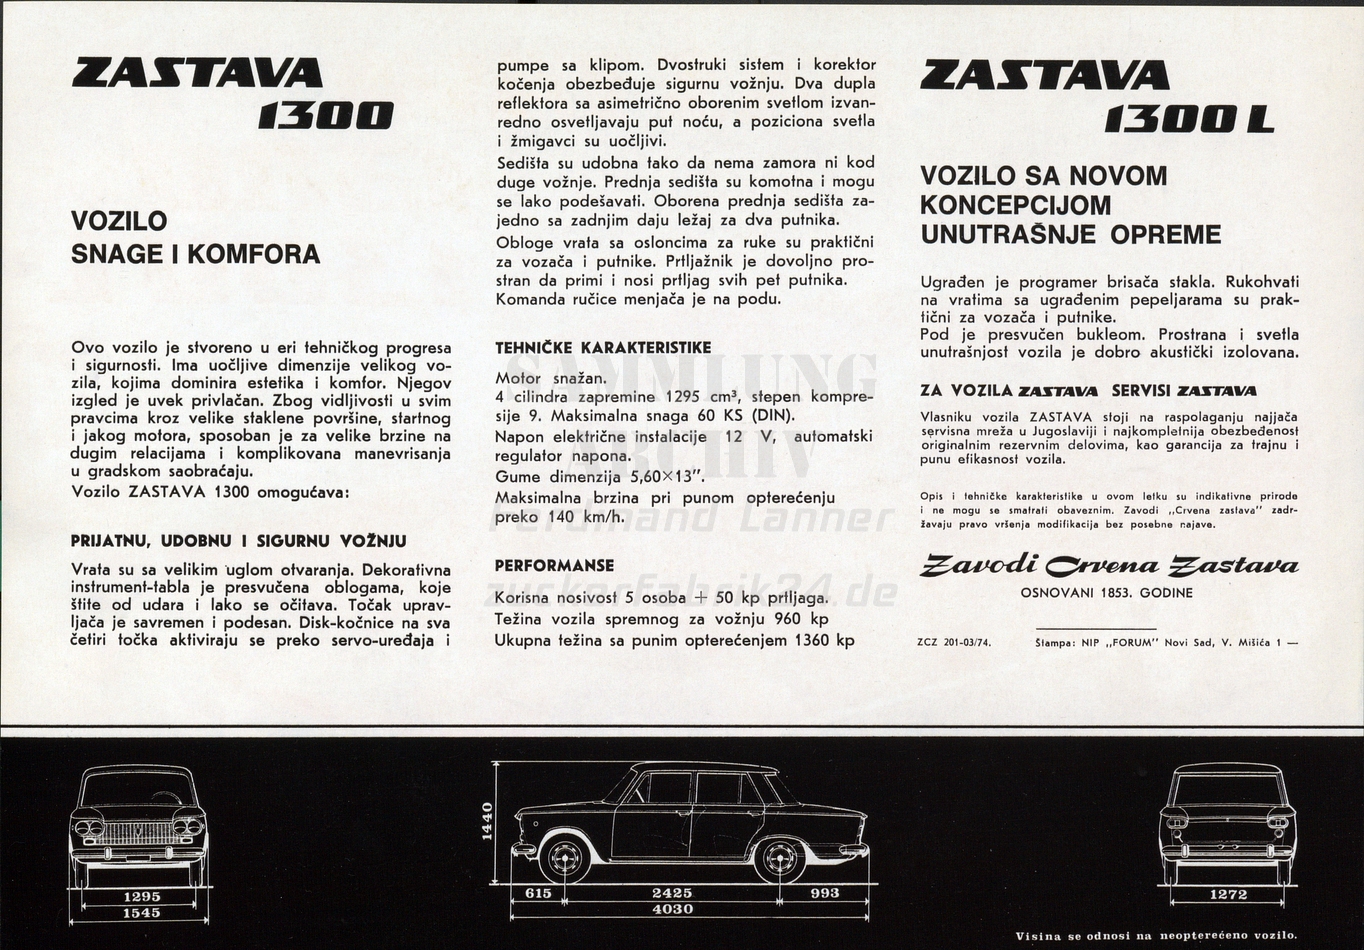 ZASTAVA
1300
VOZILO
SNAGE I KOMFORA
Ovo vozilo je stvoreno u eri tehničkog progresa
i sigurnosti. Ima uočljive dimenzije velikog vo-
zila, kojima dominira estetika i komfor. Njegov
izgled je uvek privlačan. Zbog vidljivosti u svim
pravcima kroz velike staklene površine, startnog
i jakog motora, sposoban je za velike brzine na
dugim relacijama i komplikovana manevrisanja
u gradskom saobraćaju.
Vozilo ZASTAVA 1300 omogućava:
PRIJATNU, UDOBNU I SIGURNU VOŽNJU
Vrata su sa velikim uglom otvaranja. Dekorativna
instrument-tabla je presvučena oblogama, koje
štite od udara i lako se očitava. Točak uprav-
ljača je savremen i podesan. Disk-kočnice na sva
četiri točka aktiviraju se preko servo-uređaja i
pumpe sa klipom. Dvostruki sistem i korektor
kočenja obezbeđuje sigurnu vožnju. Dva dupla
reflektora sa asimetrično oborenim svetlom izvan-
redno osvetljavaju put noću, a poziciona svetla
i žmigavci su uočljivi.
Sedišta su udobna tako da nema zamora ni kod
duge vožnje. Prednja sedišta su komotna i mogu
se lako podešavati. Oborena prednja sedišta za-
jedno sa zadnjim daju ležaj za dva putnika.
Obloge vrata sa osloncima za ruke su praktični
za vozača i putnike. Prtljažnik je dovoljno pro-
stran da primi i nosi prtljag svih pet putnika.
Komanda ručice menjača je na podu.
TEHNIČKE KARAKTERISTIKE
Motor snažan.
4 cilindra zapremine 1295 cm³, stepen kompre-
sije 9. Maksimalna snaga 60 KS (DIN).
Napon električne instalacije 12 V, automatski
regulator napona.
Gume dimenzija 5,60×13″.
Maksimalna brzina pri punom opterećenju
preko 140 km/h.
PERFORMANSE
Korisna nosivost 5 osoba + 50 kp prtljaga.
Težina vozila spremnog za vožnju 960 kp
Ukupna težina sa punim opterećenjem 1360 kp
SAMMLUNG
ARCHIV
Ferdinand Lanner
zuckerfabrik24.de
ZASTAVA
1300 L
VOZILO SA NOVOM
KONCEPCIJOM
UNUTRAŠNJE OPREME
Ugrađen je programer brisača stakla. Rukohvati
na vratima sa ugrađenim pepeljarama su prak-
tični za vozača i putnike.
Pod je presvučen bukleom. Prostrana i svetla
unutrašnjost vozila je dobro akustički izolovana.
ZA VOZILA ZASTAVA SERVISI ZASTAVA
Vlasniku vozila ZASTAVA stoji na raspolaganju najjača
servisna mreža u Jugoslaviji i najkompletnija obezbeđenost
originalnim rezervnim delovima, kao garancija za trajnu i
punu efikasnost vozila.
Opis i tehničke karakteristike u ovom letku su indikativne prirode
i ne mogu se smatrati obaveznim. Zavodi „Crvena zastava” zadr-
žavaju pravo vršenja modifikacija bez posebne najave.
Zavodi Crvena Zastava
OSNOVANI 1853. GODINE
ZCZ 201-03/74. Štampa: NIP „FORUM” Novi Sad, V. Mišića 1 —
1295
1545
1440
615 2425 993
4030
1272
Visina se odnosi na neopterećeno vozilo.